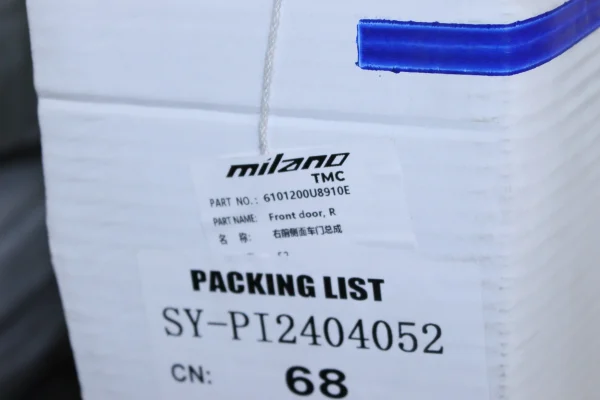 milano
TMC
PART NO.: 6101200U8910E
PART NAME: Front door, R
名 称: 右前侧面车门总成
PACKING LIST
SY-PI2404052
CN: 68